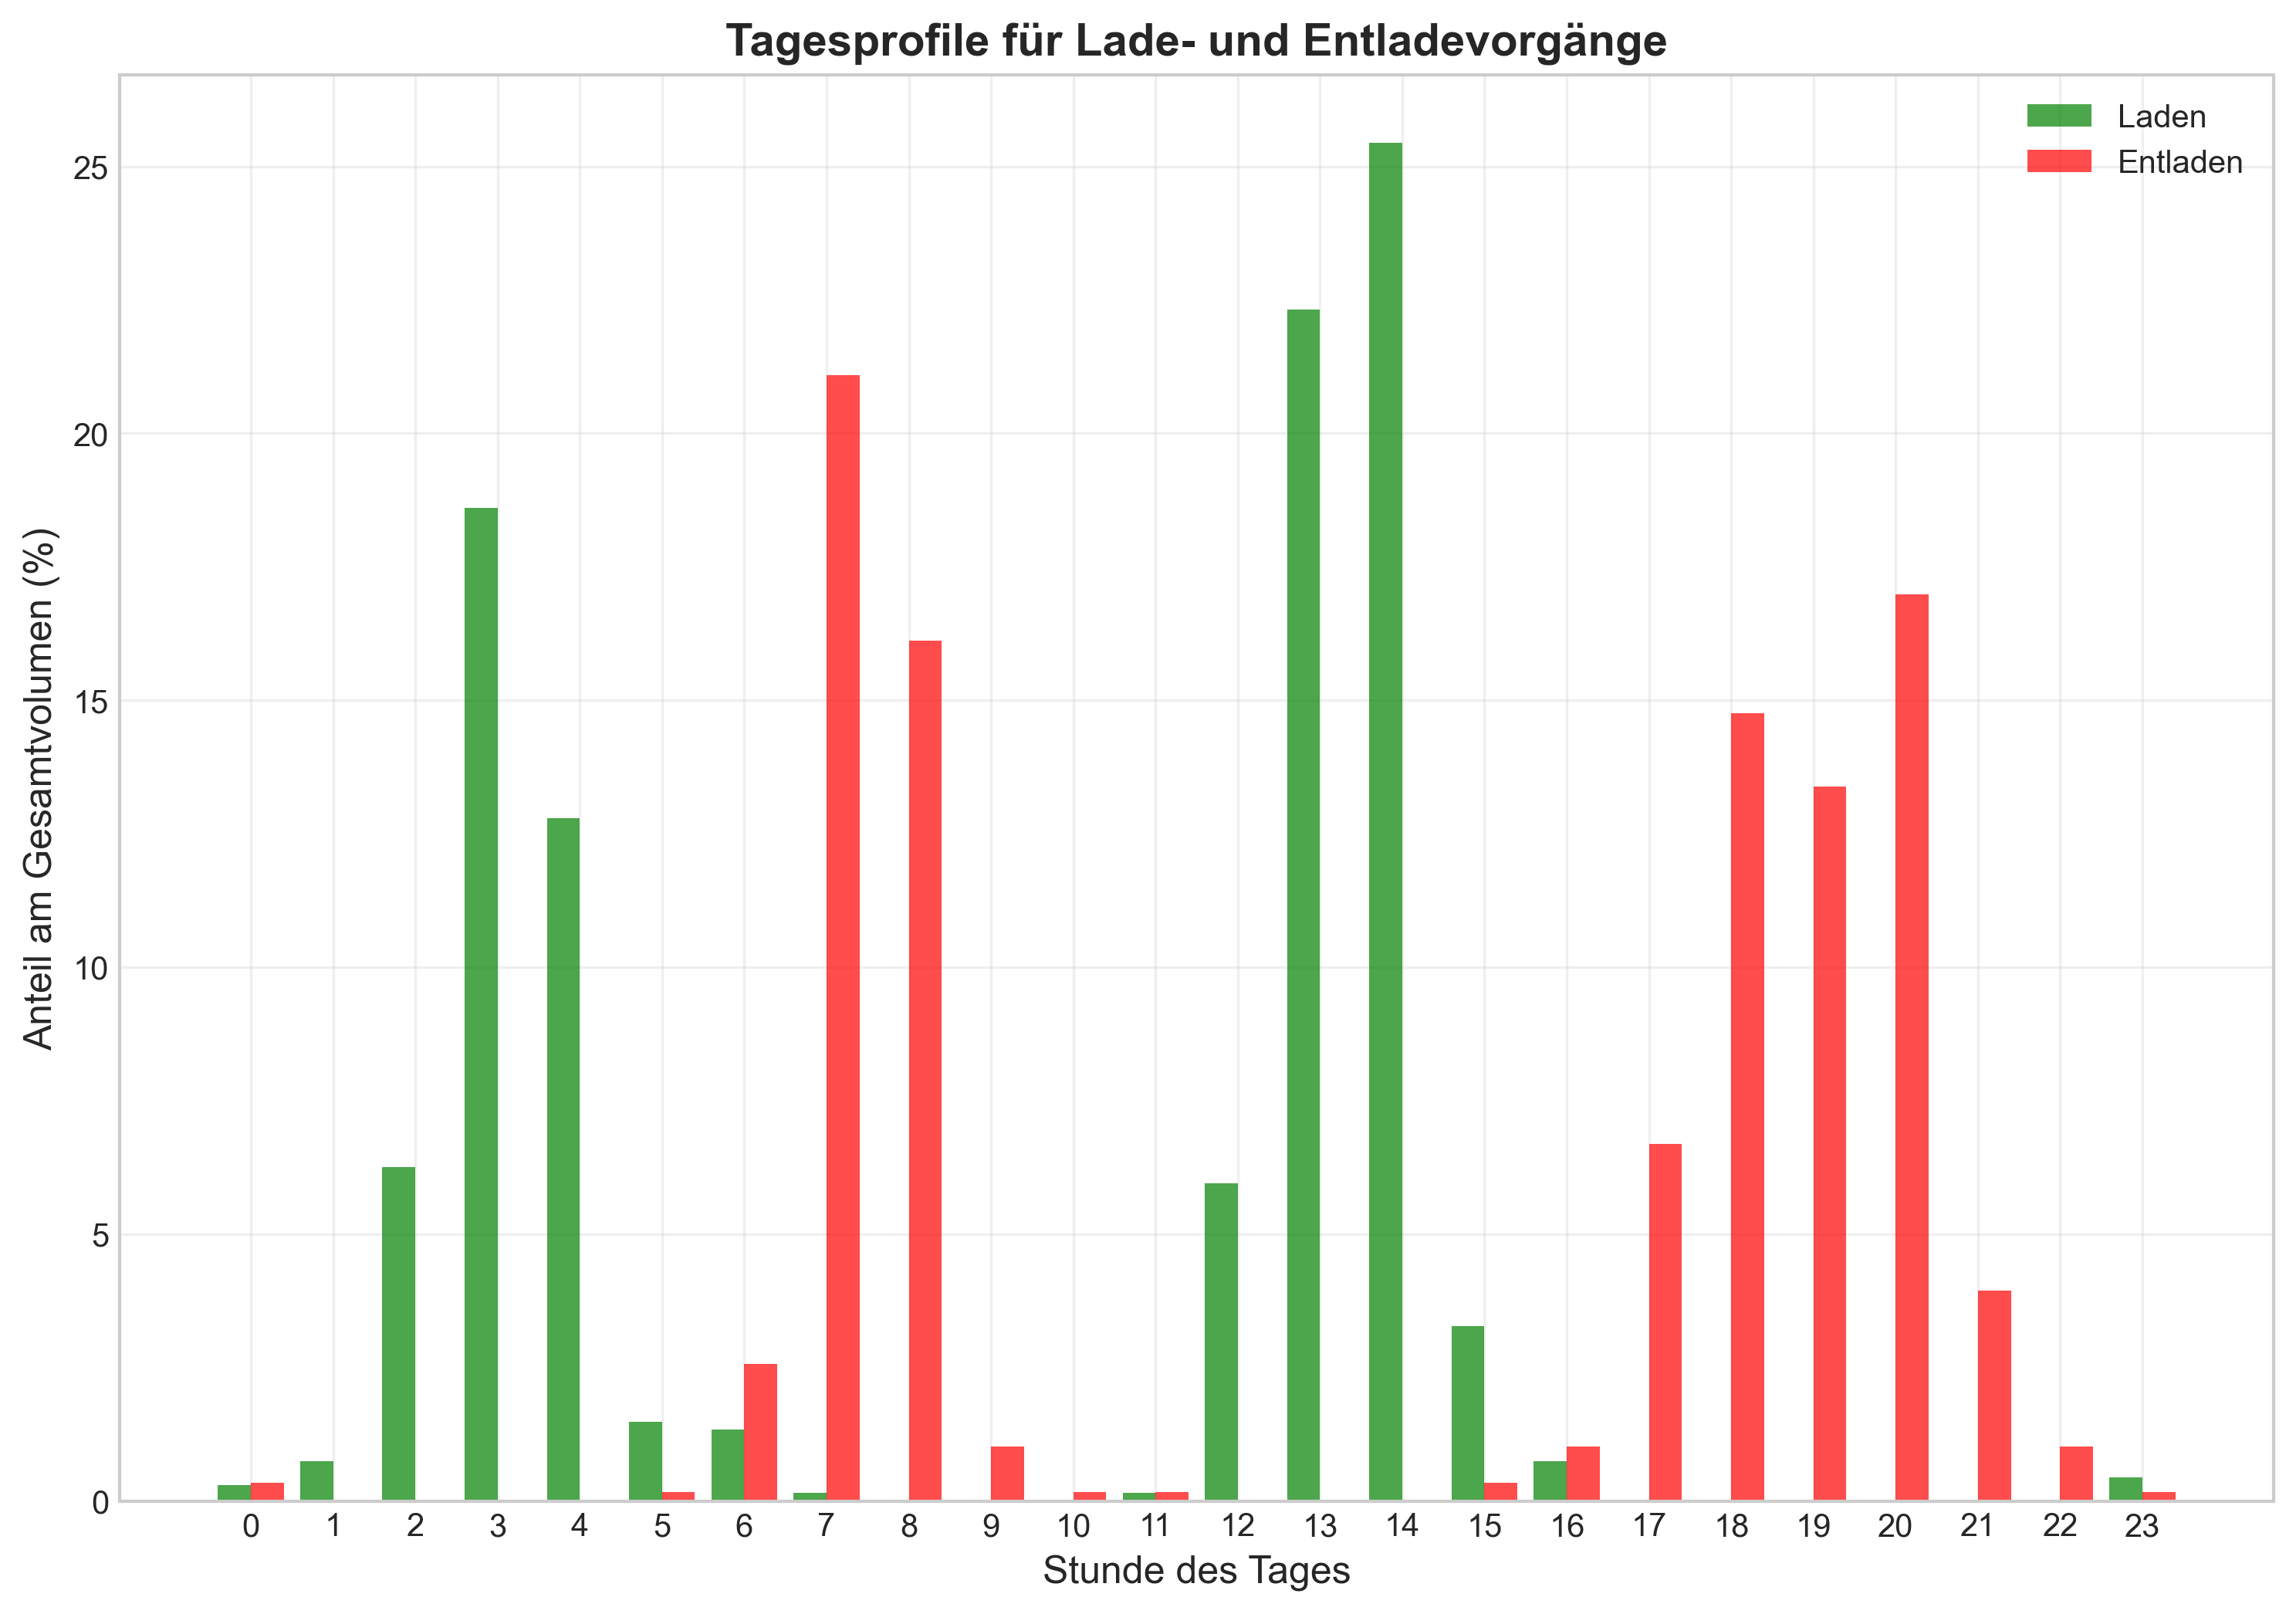 Tagesprofile für Lade- und Entladevorgänge
Laden
Entladen
Anteil am Gesamtvolumen (%)
25
20
15
10
5
0
0 1 2 3 4 5 6 7 8 9 10 11 12 13 14 15 16 17 18 19 20 21 22 23
Stunde des Tages